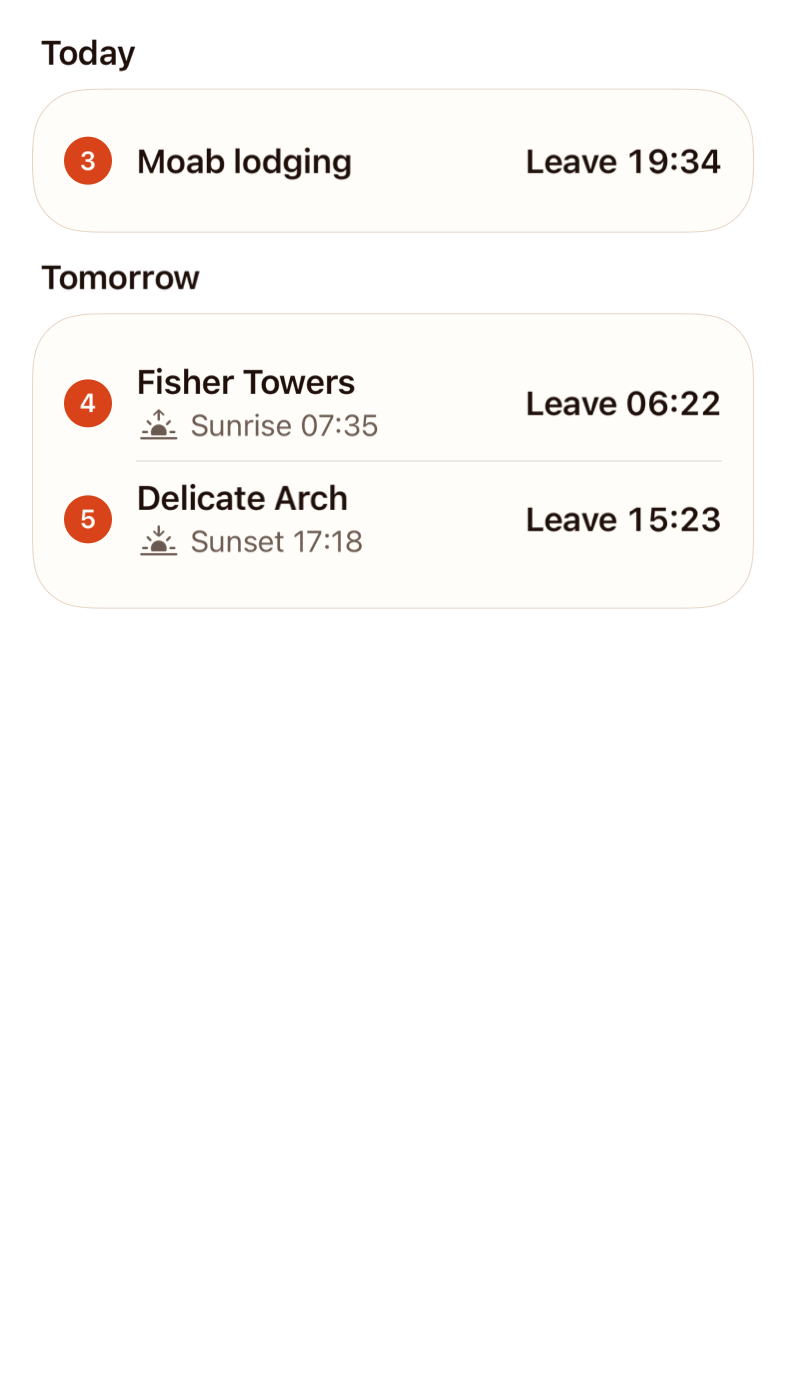 Today
3 Moab lodging Leave 19:34
Tomorrow
4 Fisher Towers Leave 06:22
Sunrise 07:35
5 Delicate Arch Leave 15:23
Sunset 17:18